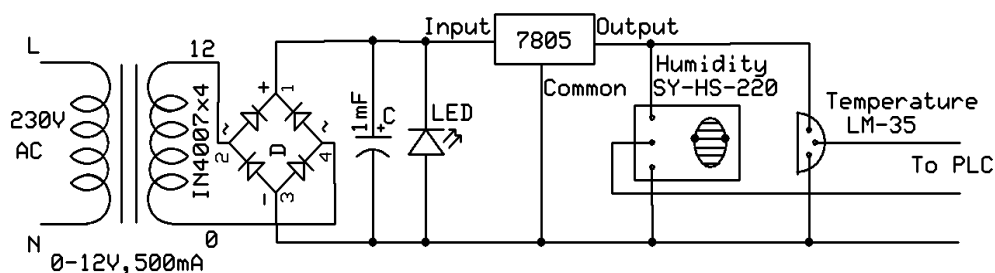 L
230V
AC
N
0-12V,500mA
12
0
IN4007x4
+
1
~
2
D
~
4
-
3
1mF
+
C
LED
Input
7805
Output
Common
Humidity
SY-HS-220
Temperature
LM-35
To PLC